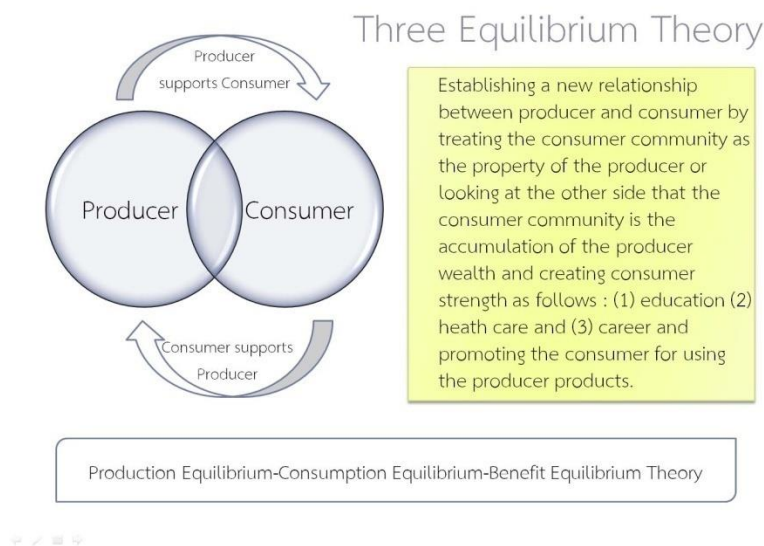 Three Equilibrium Theory
Producer
supports Consumer
Producer
Consumer
Consumer supports
Producer
Establishing a new relationship
between producer and consumer by
treating the consumer community as
the property of the producer or
looking at the other side that the
consumer community is the
accumulation of the producer
wealth and creating consumer
strength as follows : (1) education (2)
heath care and (3) career and
promoting the consumer for using
the producer products.
Production Equilibrium-Consumption Equilibrium-Benefit Equilibrium Theory